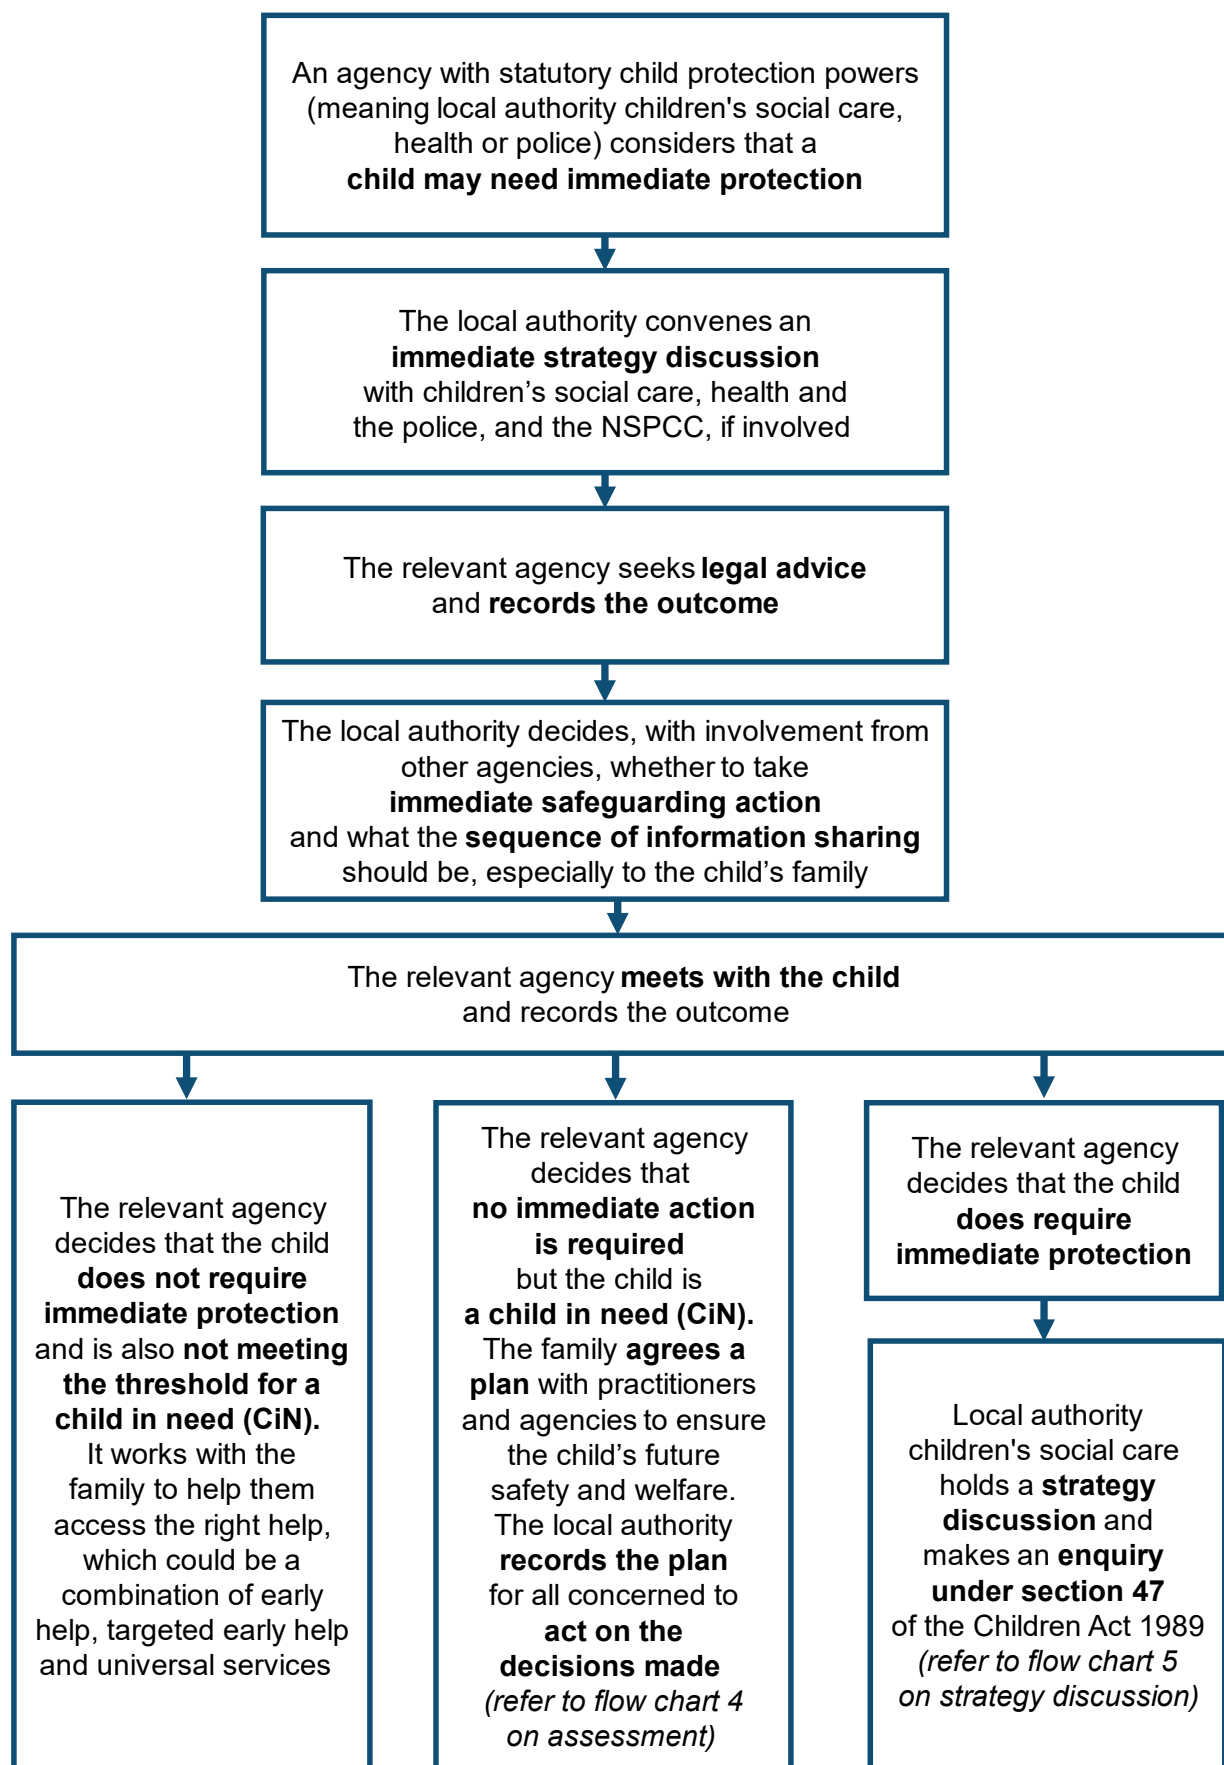 An agency with statutory child protection powers
(meaning local authority children's social care,
health or police) considers that a
child may need immediate protection
The local authority convenes an
immediate strategy discussion
with children’s social care, health and
the police, and the NSPCC, if involved
The relevant agency seeks legal advice
and records the outcome
The local authority decides, with involvement from
other agencies, whether to take
immediate safeguarding action
and what the sequence of information sharing
should be, especially to the child’s family
The relevant agency meets with the child
and records the outcome
The relevant agency
decides that the child
does not require
immediate protection
and is also not meeting
the threshold for a
child in need (CiN).
It works with the
family to help them
access the right help,
which could be a
combination of early
help, targeted early help
and universal services
The relevant agency
decides that
no immediate action
is required
but the child is
a child in need (CiN).
The family agrees a
plan with practitioners
and agencies to ensure
the child’s future
safety and welfare.
The local authority
records the plan
for all concerned to
act on the
decisions made
(refer to flow chart 4
on assessment)
The relevant agency
decides that the child
does require
immediate protection
Local authority
children's social care
holds a strategy
discussion and
makes an enquiry
under section 47
of the Children Act 1989
(refer to flow chart 5
on strategy discussion)